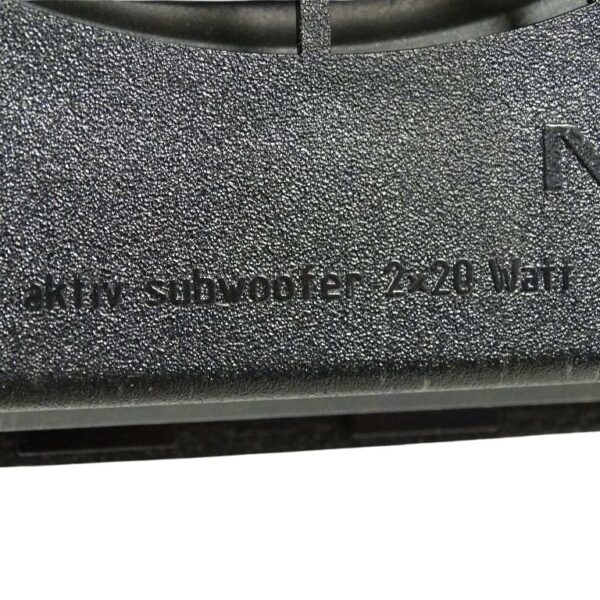 N
aktiv subwoofer 2x20 Watt